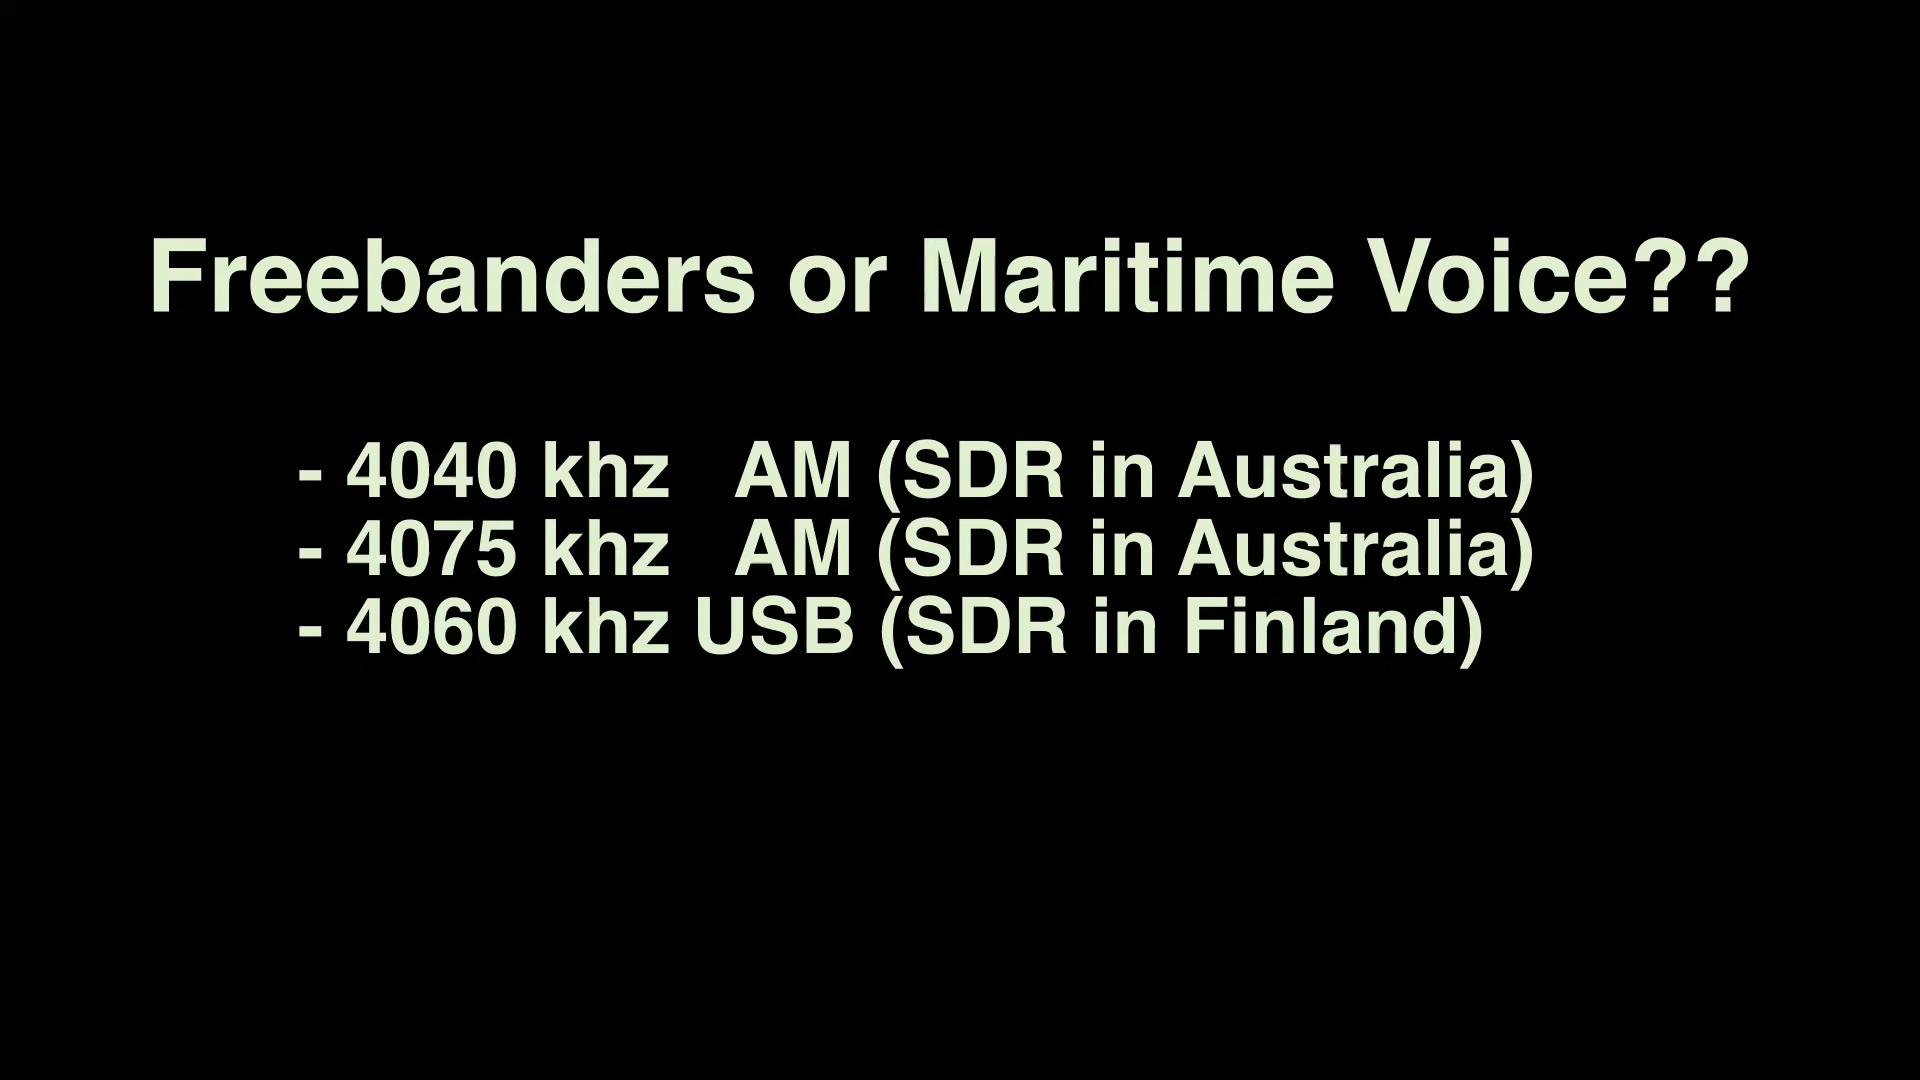 Freebanders or Maritime Voice??
- 4040 khz   AM (SDR in Australia)
- 4075 khz   AM (SDR in Australia)
- 4060 khz USB (SDR in Finland)